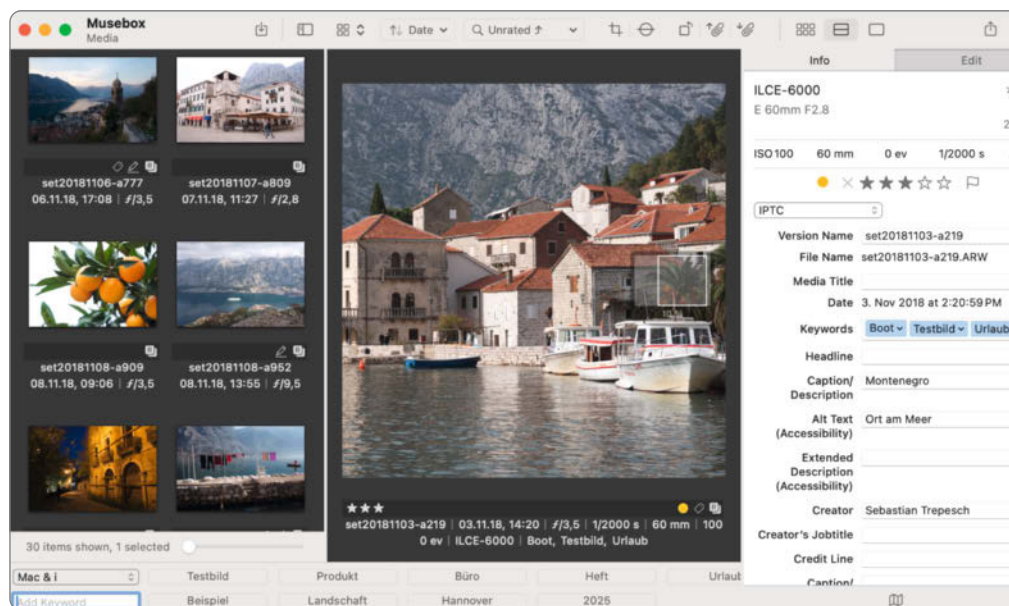 Musebox
Media
Date
Unrated
Info
Edit
ILCE-6000
E 60mm F2.8
2
ISO 100 60 mm 0 ev 1/2000 s
IPTC
Version Name set20181103-a219
File Name set20181103-a219.ARW
Media Title
Date 3. Nov 2018 at 2:20:59 PM
Keywords Boot Testbild Urlaub
Headline
Caption/
Description
Montenegro
Alt Text
(Accessibility)
Ort am Meer
Extended
Description
(Accessibility)
Creator Sebastian Trepesch
Creator's Jobtitle
Credit Line
Caption/
set20181106-a777
06.11.18, 17:08 | ƒ/3,5
set20181107-a809
07.11.18, 11:27 | ƒ/2,8
set20181108-a909
08.11.18, 09:06 | ƒ/3,5
set20181108-a952
08.11.18, 13:55 | ƒ/9,5
set20181103-a219 | 03.11.18, 14:20 | ƒ/3,5 | 1/2000 s | 60 mm | 100
0 ev | ILCE-6000 | Boot, Testbild, Urlaub
30 items shown, 1 selected
Mac & i Testbild Produkt Büro Heft Urlaub
Add Keyword Beispiel Landschaft Hannover 2025